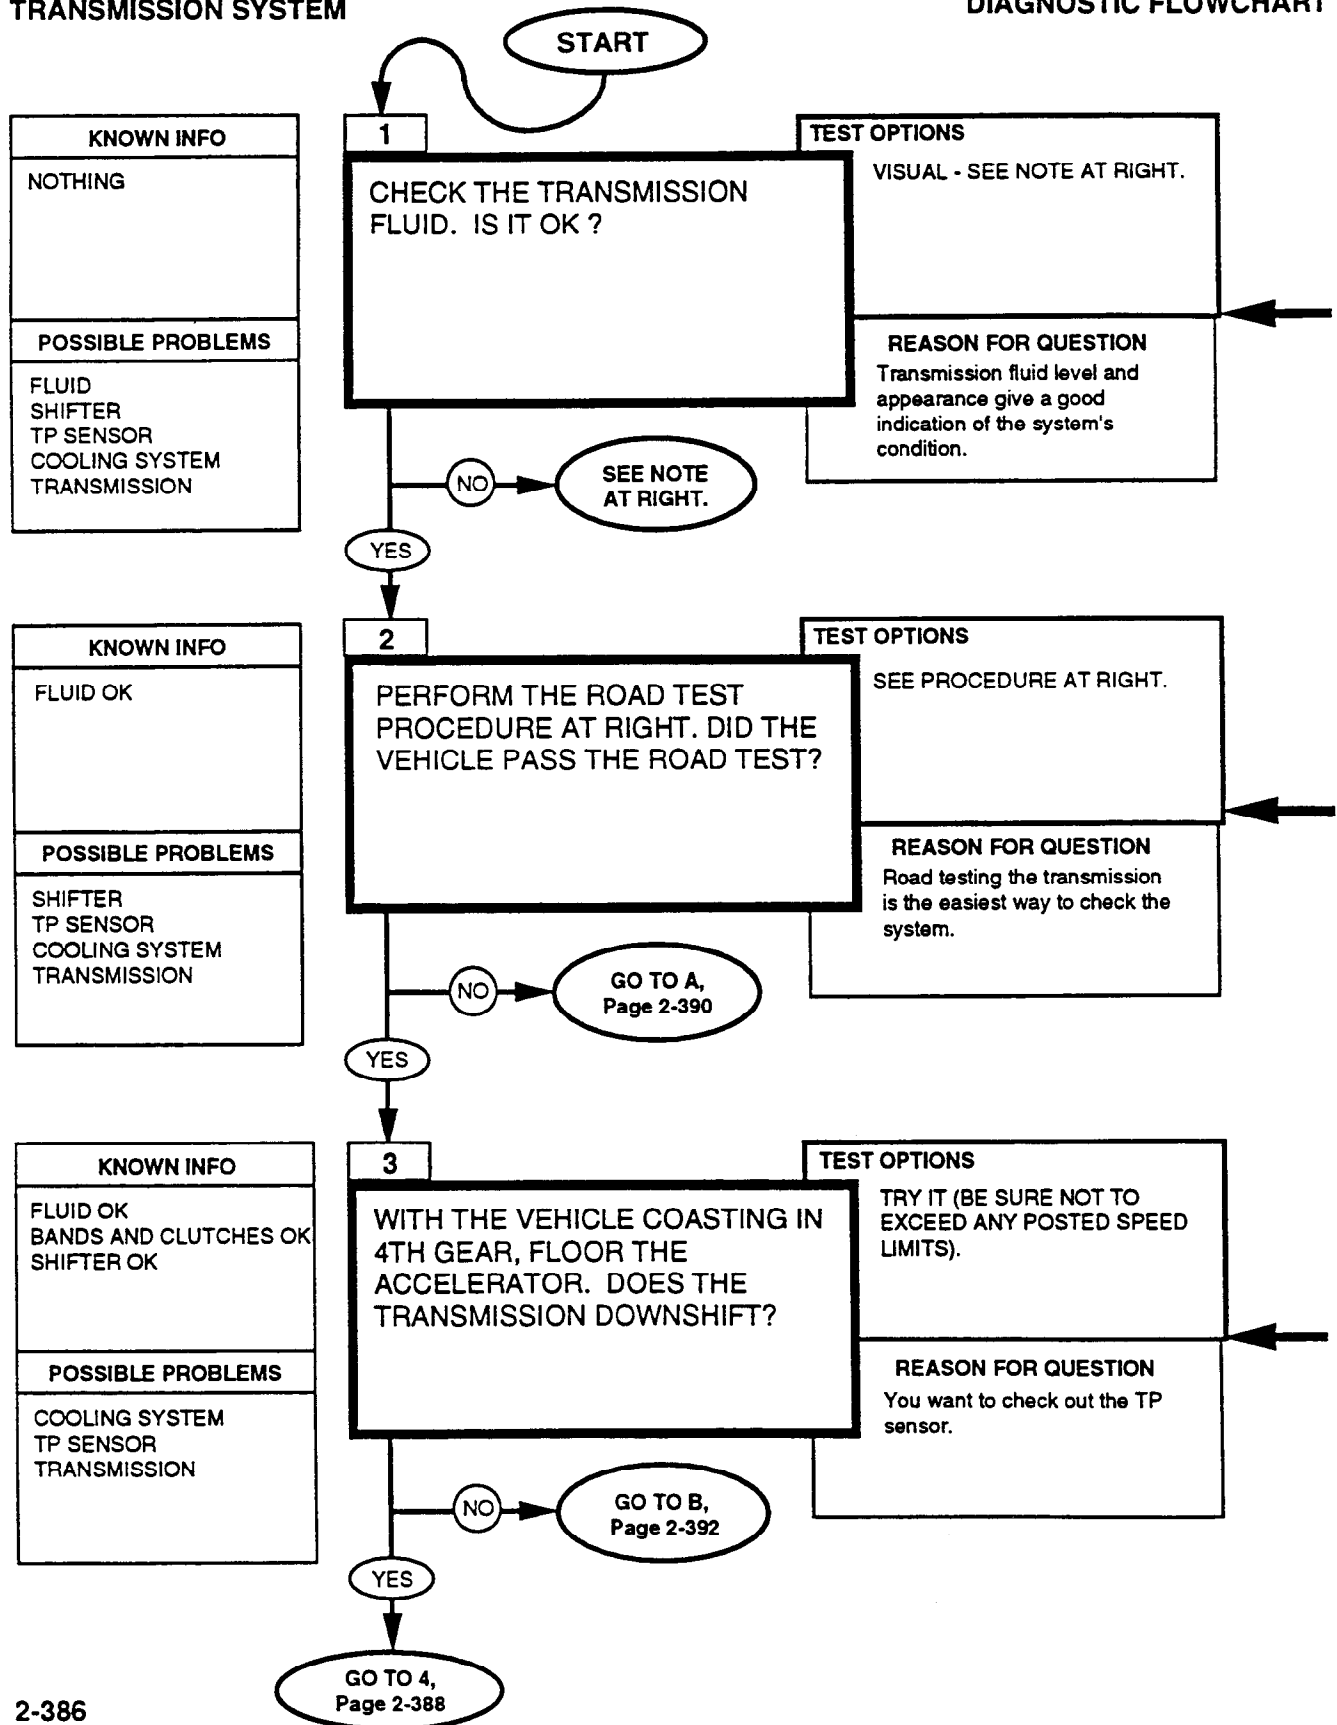 TRANSMISSION SYSTEM
DIAGNOSTIC FLOWCHART
START
KNOWN INFO
NOTHING
POSSIBLE PROBLEMS
FLUID
SHIFTER
TP SENSOR
COOLING SYSTEM
TRANSMISSION
1
CHECK THE TRANSMISSION
FLUID. IS IT OK ?
TEST OPTIONS
VISUAL - SEE NOTE AT RIGHT.
REASON FOR QUESTION
Transmission fluid level and
appearance give a good
indication of the system's
condition.
NO
SEE NOTE
AT RIGHT.
YES
KNOWN INFO
FLUID OK
POSSIBLE PROBLEMS
SHIFTER
TP SENSOR
COOLING SYSTEM
TRANSMISSION
2
PERFORM THE ROAD TEST
PROCEDURE AT RIGHT. DID THE
VEHICLE PASS THE ROAD TEST?
TEST OPTIONS
SEE PROCEDURE AT RIGHT.
REASON FOR QUESTION
Road testing the transmission
is the easiest way to check the
system.
NO
GO TO A,
Page 2-390
YES
KNOWN INFO
FLUID OK
BANDS AND CLUTCHES OK
SHIFTER OK
POSSIBLE PROBLEMS
COOLING SYSTEM
TP SENSOR
TRANSMISSION
3
WITH THE VEHICLE COASTING IN
4TH GEAR, FLOOR THE
ACCELERATOR. DOES THE
TRANSMISSION DOWNSHIFT?
TEST OPTIONS
TRY IT (BE SURE NOT TO
EXCEED ANY POSTED SPEED
LIMITS).
REASON FOR QUESTION
You want to check out the TP
sensor.
NO
GO TO B,
Page 2-392
YES
GO TO 4,
Page 2-388
2-386